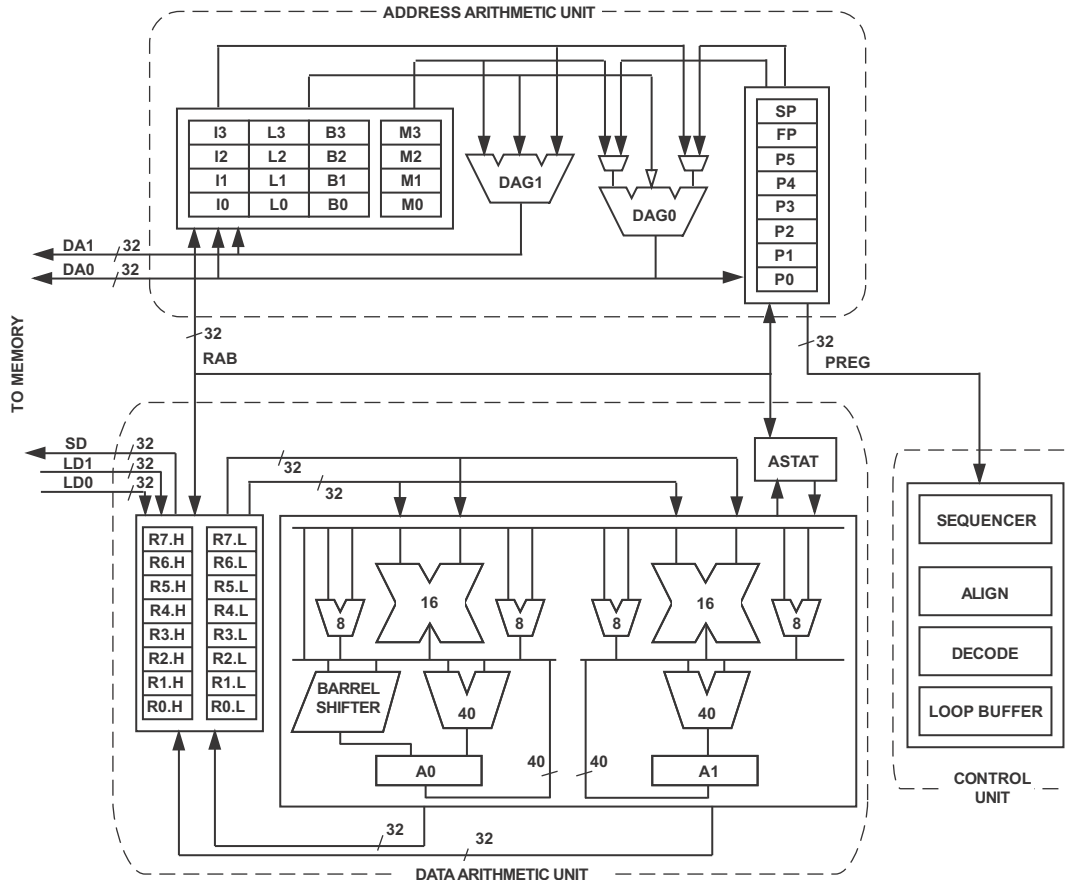 ADDRESS ARITHMETIC UNIT
SP
FP
P5
P4
P3
P2
P1
P0
I3 L3 B3 M3
I2 L2 B2 M2
I1 L1 B1 M1
I0 L0 B0 M0
DAG1
DAG0
DA1 32
DA0 32
32
RAB
32
PREG
TO MEMORY
SD 32
LD1 32
LD0 32
32
32
ASTAT
R7.H R7.L
R6.H R6.L
R5.H R5.L
R4.H R4.L
R3.H R3.L
R2.H R2.L
R1.H R1.L
R0.H R0.L
16
8
8
8
16
8
BARREL
SHIFTER
40
40
A0
40
40
A1
32
32
DATA ARITHMETIC UNIT
SEQUENCER
ALIGN
DECODE
LOOP BUFFER
CONTROL
UNIT